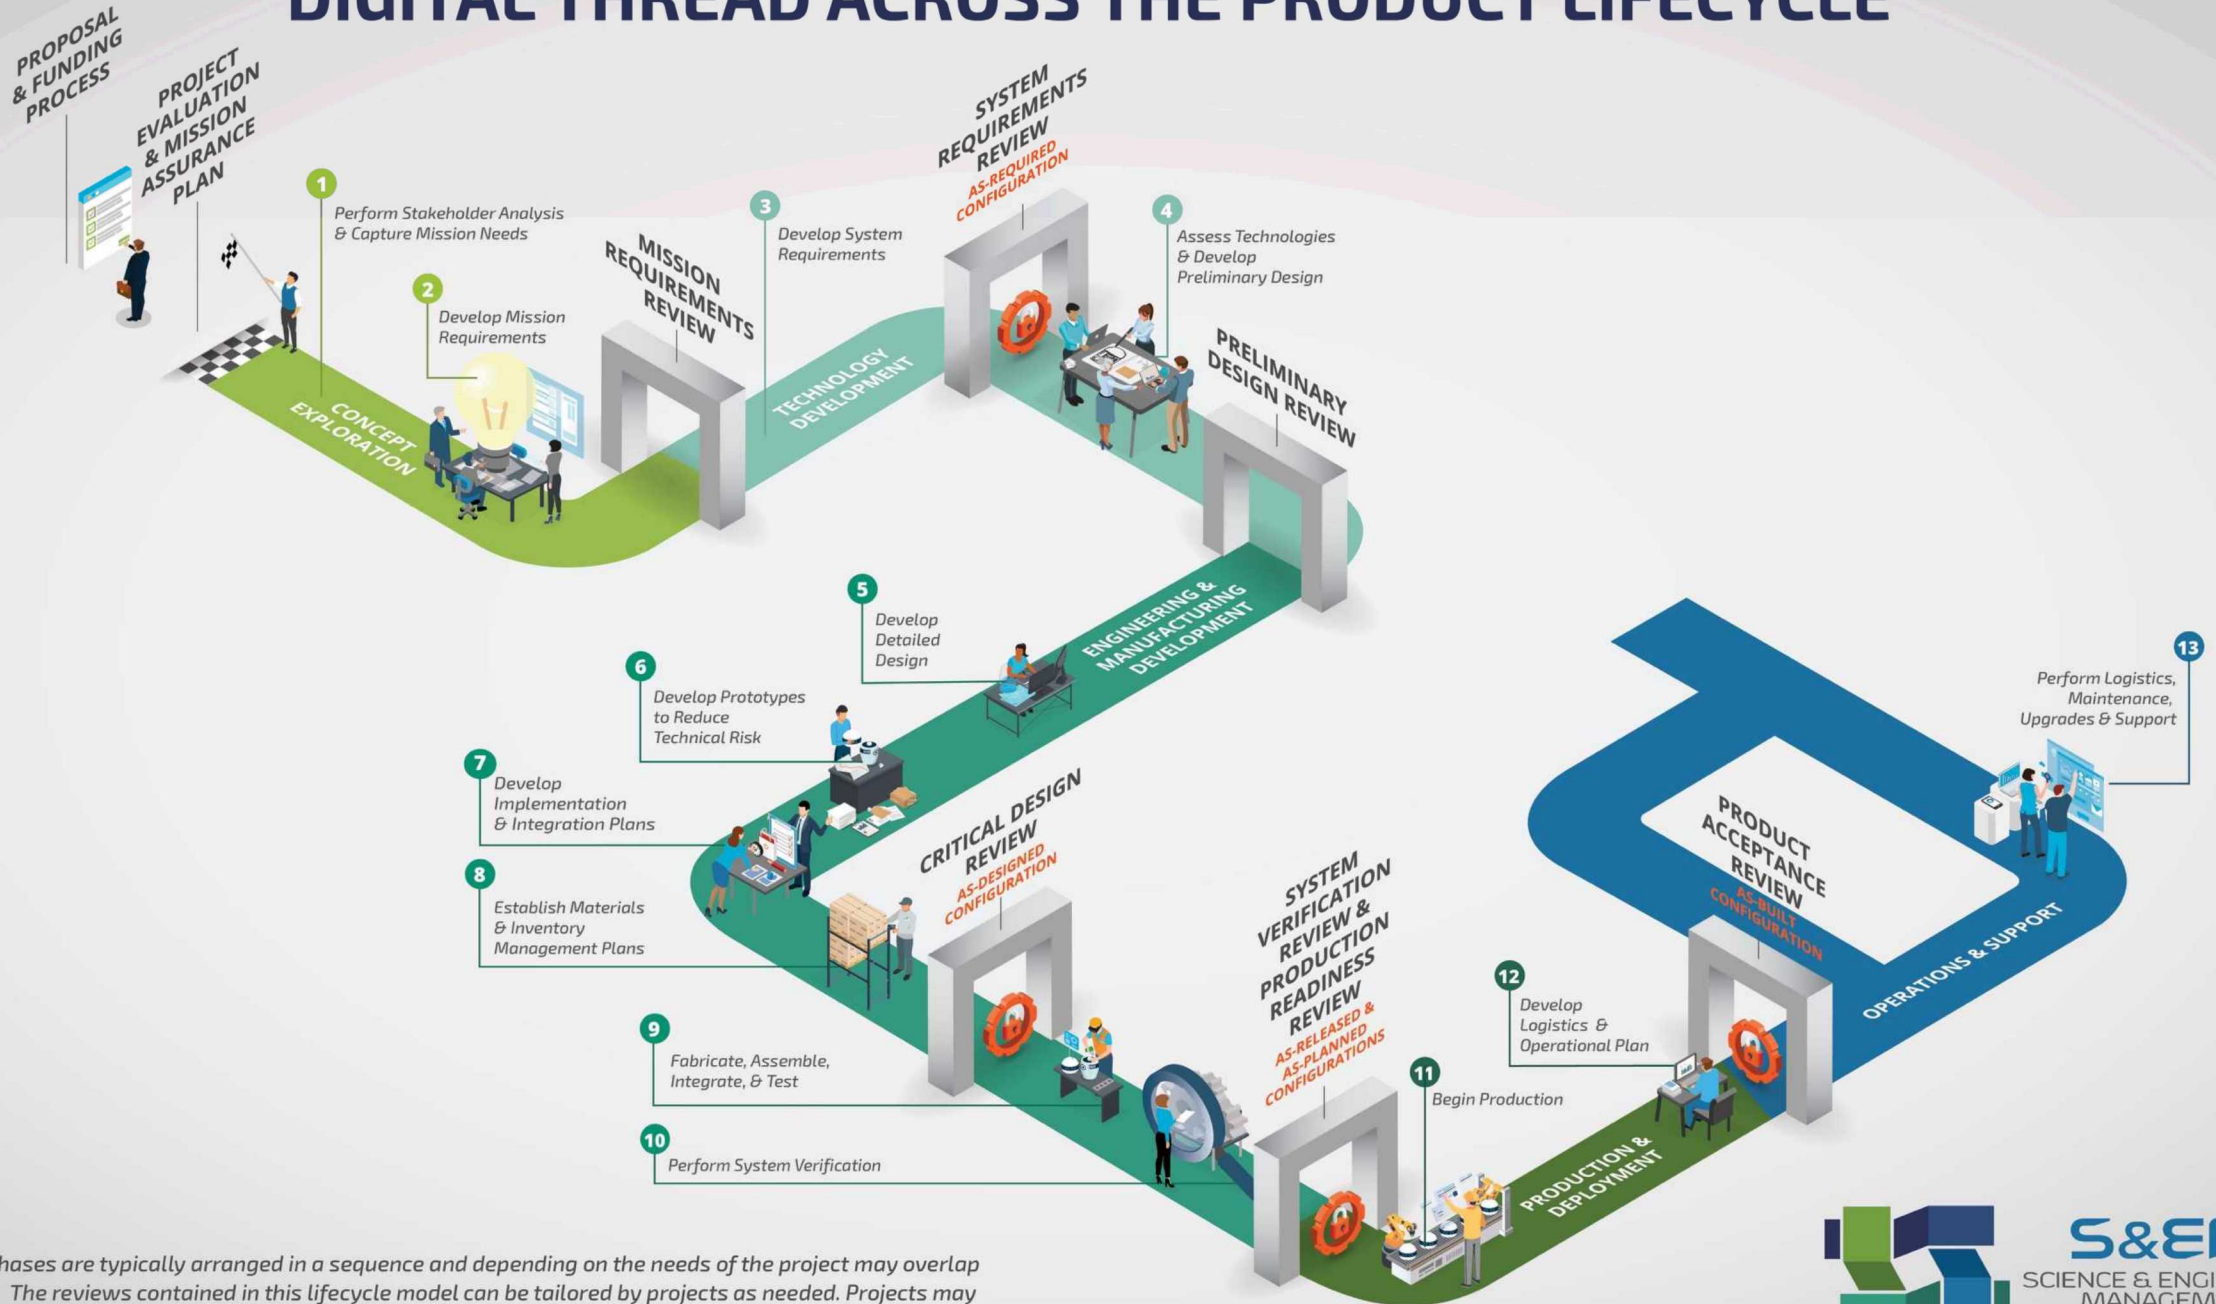 DIGITAL THREAD ACROSS THE PRODUCT LIFECYCLE
PROPOSAL
& FUNDING
PROCESS
PROJECT
EVALUATION
& MISSION
ASSURANCE
PLAN
1
Perform Stakeholder Analysis
& Capture Mission Needs
2
Develop Mission
Requirements
CONCEPT
EXPLORATION
MISSION
REQUIREMENTS
REVIEW
3
Develop System
Requirements
TECHNOLOGY
DEVELOPMENT
SYSTEM
REQUIREMENTS
REVIEW
AS-REQUIRED
CONFIGURATION
4
Assess Technologies
& Develop
Preliminary Design
PRELIMINARY
DESIGN REVIEW
ENGINEERING &
MANUFACTURING
DEVELOPMENT
5
Develop
Detailed
Design
6
Develop Prototypes
to Reduce
Technical Risk
7
Develop
Implementation
& Integration Plans
8
Establish Materials
& Inventory
Management Plans
CRITICAL DESIGN
REVIEW
AS-DESIGNED
CONFIGURATION
9
Fabricate, Assemble,
Integrate, & Test
10
Perform System Verification
SYSTEM
VERIFICATION
REVIEW &
PRODUCTION
READINESS
REVIEW
AS-RELEASED &
AS-PLANNED
CONFIGURATIONS
11
Begin Production
PRODUCTION &
DEPLOYMENT
12
Develop
Logistics &
Operational Plan
PRODUCT
ACCEPTANCE
REVIEW
AS-BUILT
CONFIGURATION
OPERATIONS & SUPPORT
13
Perform Logistics,
Maintenance,
Upgrades & Support
hases are typically arranged in a sequence and depending on the needs of the project may overlap
The reviews contained in this lifecycle model can be tailored by projects as needed. Projects may
S&E
SCIENCE & ENGI
MANAGEM